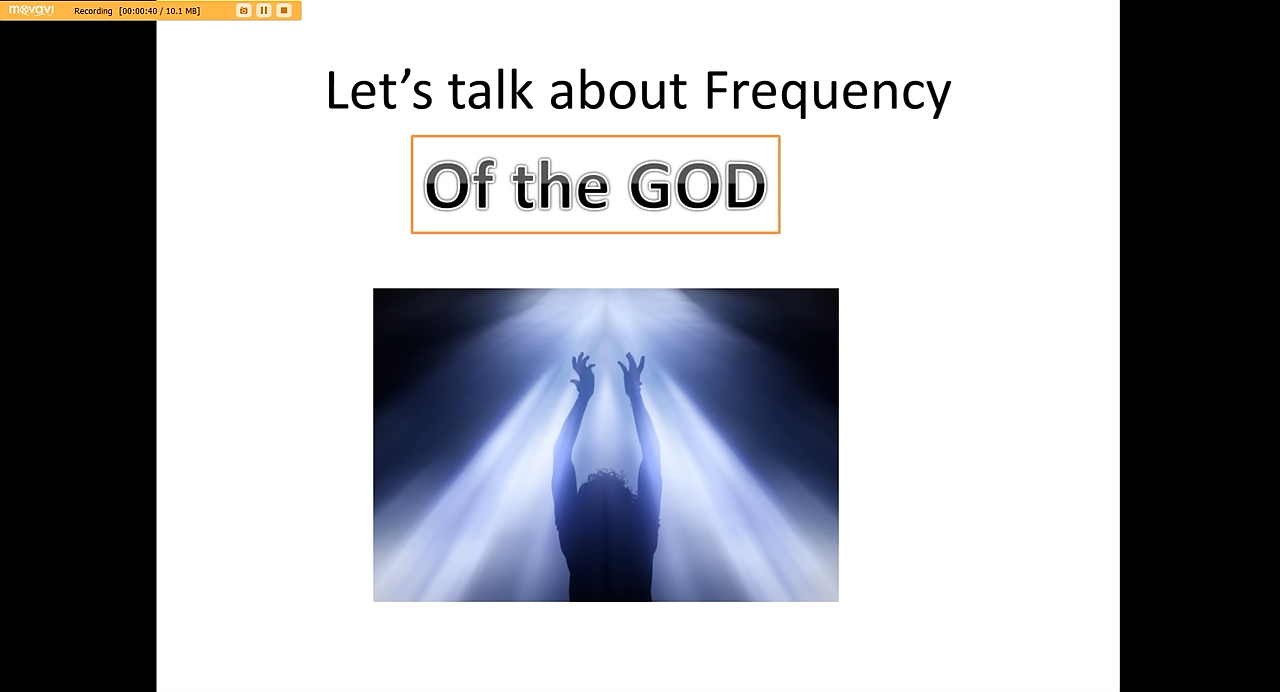 movavi Recording [00:00:40 / 10.1 MB]
Let's talk about Frequency
Of the GOD